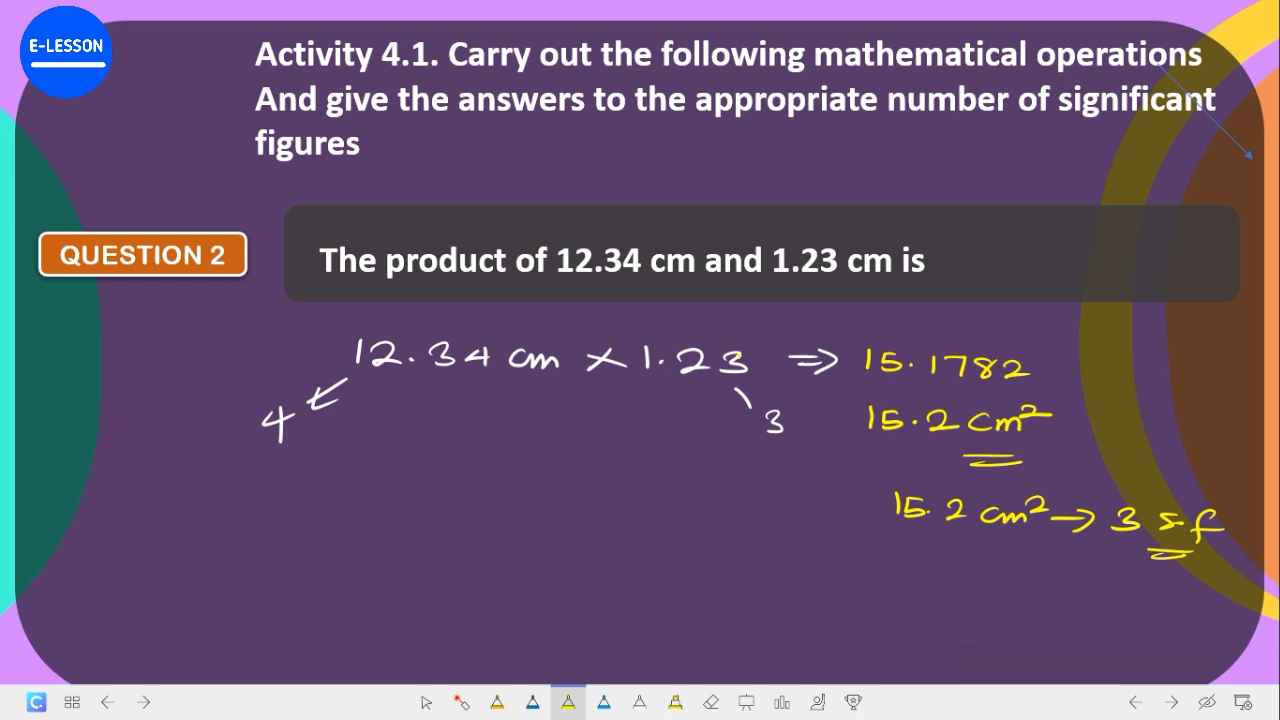 E-LESSON
Activity 4.1. Carry out the following mathematical operations
And give the answers to the appropriate number of significant
figures
QUESTION 2
The product of 12.34 cm and 1.23 cm is
12.34 cm × 1.23 ⇒ 15.1782
4
3
15.2 cm²
15.2 cm² → 3 sf